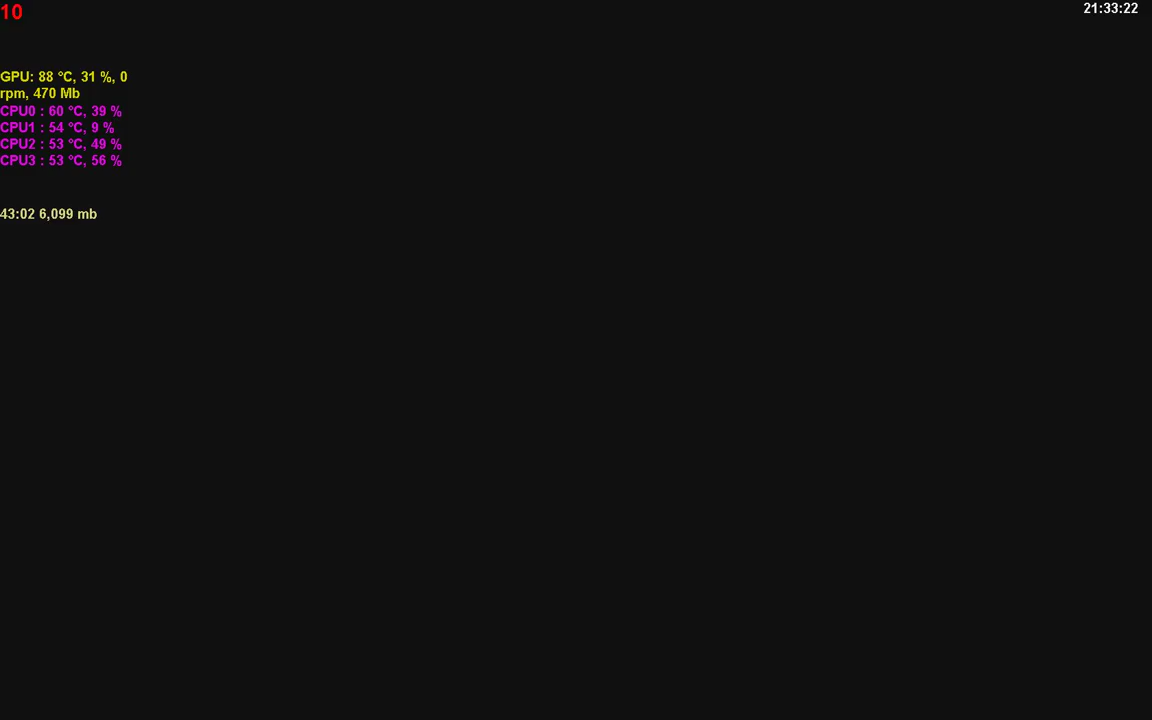 10
21:33:22
GPU: 88 °C, 31 %, 0
rpm, 470 Mb
CPU0 : 60 °C, 39 %
CPU1 : 54 °C, 9 %
CPU2 : 53 °C, 49 %
CPU3 : 53 °C, 56 %
43:02 6,099 mb